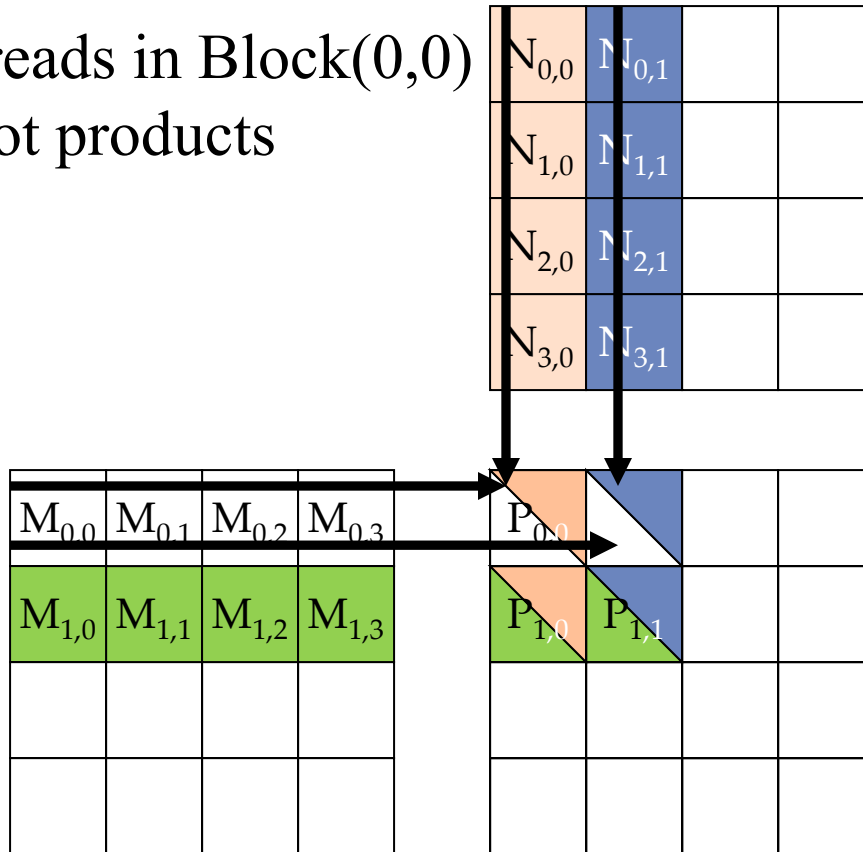 reads in Block(0,0)
ot products
N0,0 N0,1
N1,0 N1,1
N2,0 N2,1
N3,0 N3,1
M0,0 M0,1 M0,2 M0,3 P0,0
M1,0 M1,1 M1,2 M1,3 P1,0 P1,1